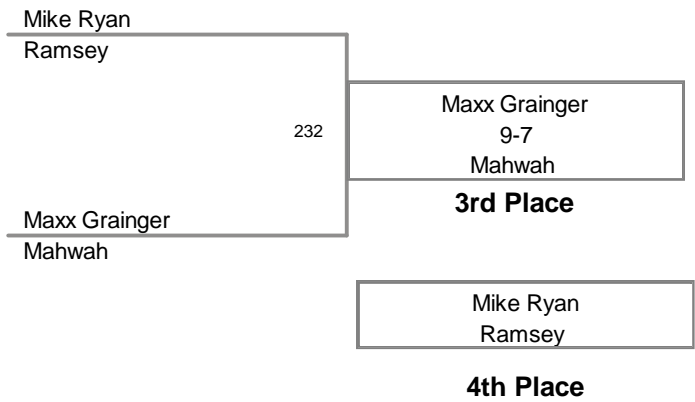 Mike Ryan
Ramsey
232
Maxx Grainger
9-7
Mahwah
3rd Place
Maxx Grainger
Mahwah
Mike Ryan
Ramsey
4th Place